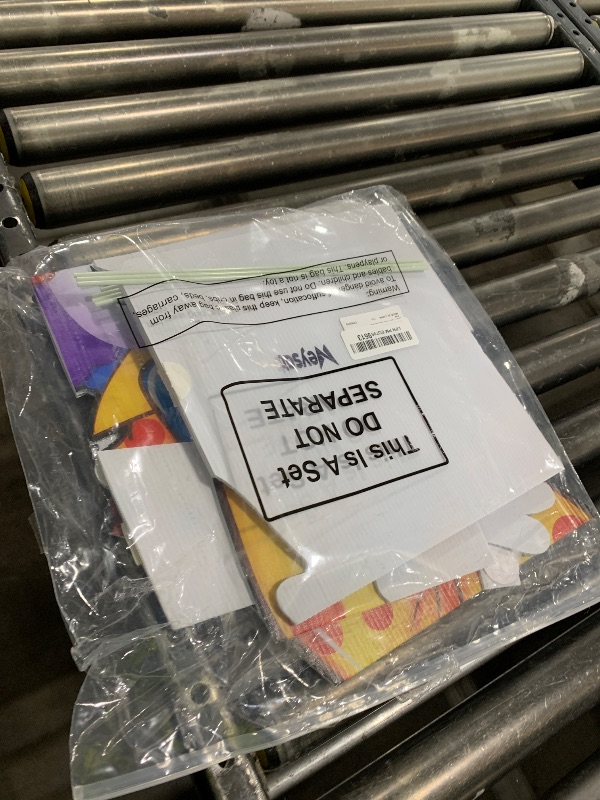 Warning:
To avoid danger of suffocation, keep this plastic bag away from
babies and children. Do not use this bag in cribs, beds, carriages,
or playpens. This bag is not a toy.
This Is A Set
DO NOT
SEPARATE